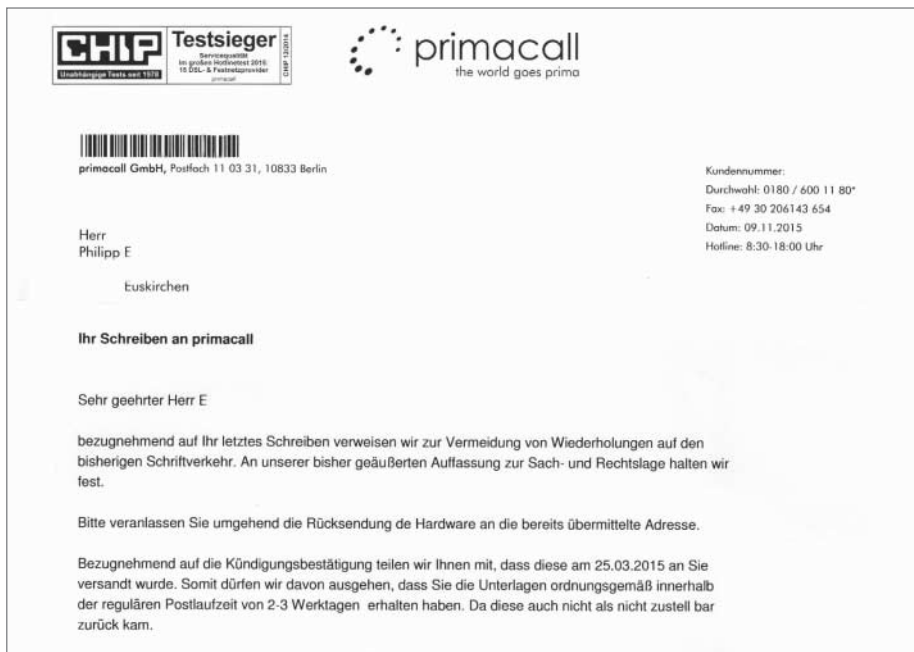 CHIP
Unabhängige Tests seit 1978
Testsieger
Servicequalität
im großen Hotlinetest 2015:
15 DSL- & Festnetzprovider
primacall
CHIP 12/2014
primacall
the world goes prima
primacall GmbH, Postfach 11 03 31, 10833 Berlin
Kundennummer:
Durchwahl: 0180 / 600 11 80*
Fax: +49 30 206143 654
Datum: 09.11.2015
Hotline: 8:30-18:00 Uhr
Herr
Philipp E
Euskirchen
Ihr Schreiben an primacall
Sehr geehrter Herr E
bezugnehmend auf Ihr letztes Schreiben verweisen wir zur Vermeidung von Wiederholungen auf den
bisherigen Schriftverkehr. An unserer bisher geäußerten Auffassung zur Sach- und Rechtslage halten wir
fest.
Bitte veranlassen Sie umgehend die Rücksendung de Hardware an die bereits übermittelte Adresse.
Bezugnehmend auf die Kündigungsbestätigung teilen wir Ihnen mit, dass diese am 25.03.2015 an Sie
versandt wurde. Somit dürfen wir davon ausgehen, dass Sie die Unterlagen ordnungsgemäß innerhalb
der regulären Postlaufzeit von 2-3 Werktagen erhalten haben. Da diese auch nicht als nicht zustell bar
zurück kam.